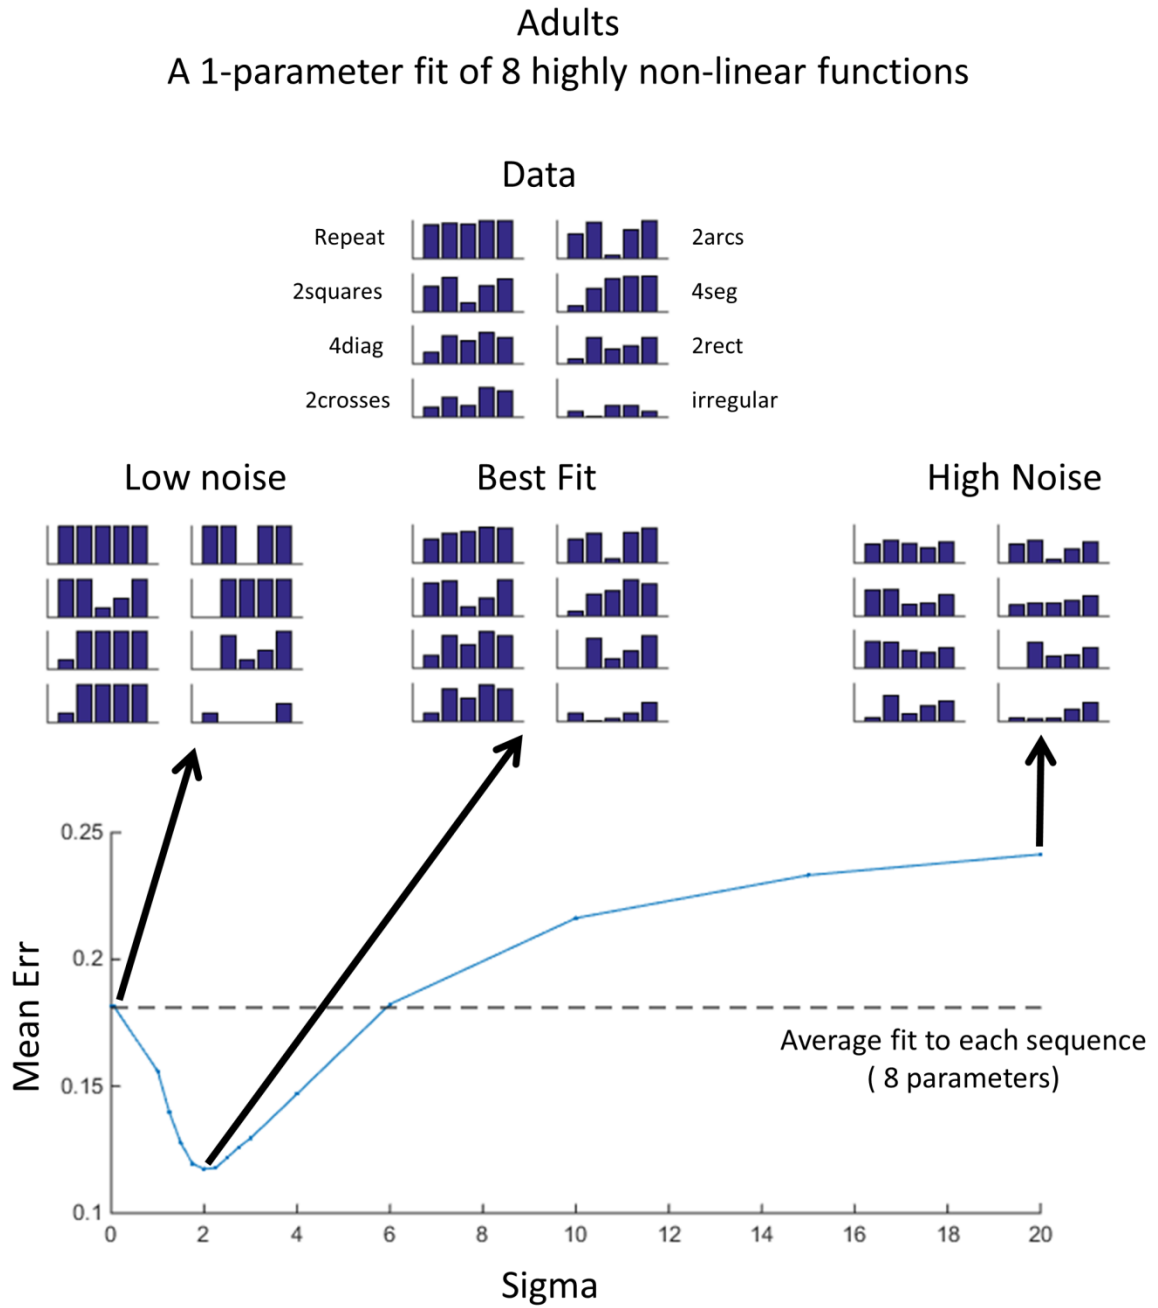 Adults
A 1-parameter fit of 8 highly non-linear functions
Data
Repeat
2arcs
2squares
4seg
4diag
2rect
2crosses
irregular
Low noise
Best Fit
High Noise
0.25
0.2
0.15
0.1
Mean Err
Average fit to each sequence
( 8 parameters)
0 2 4 6 8 10 12 14 16 18 20
Sigma